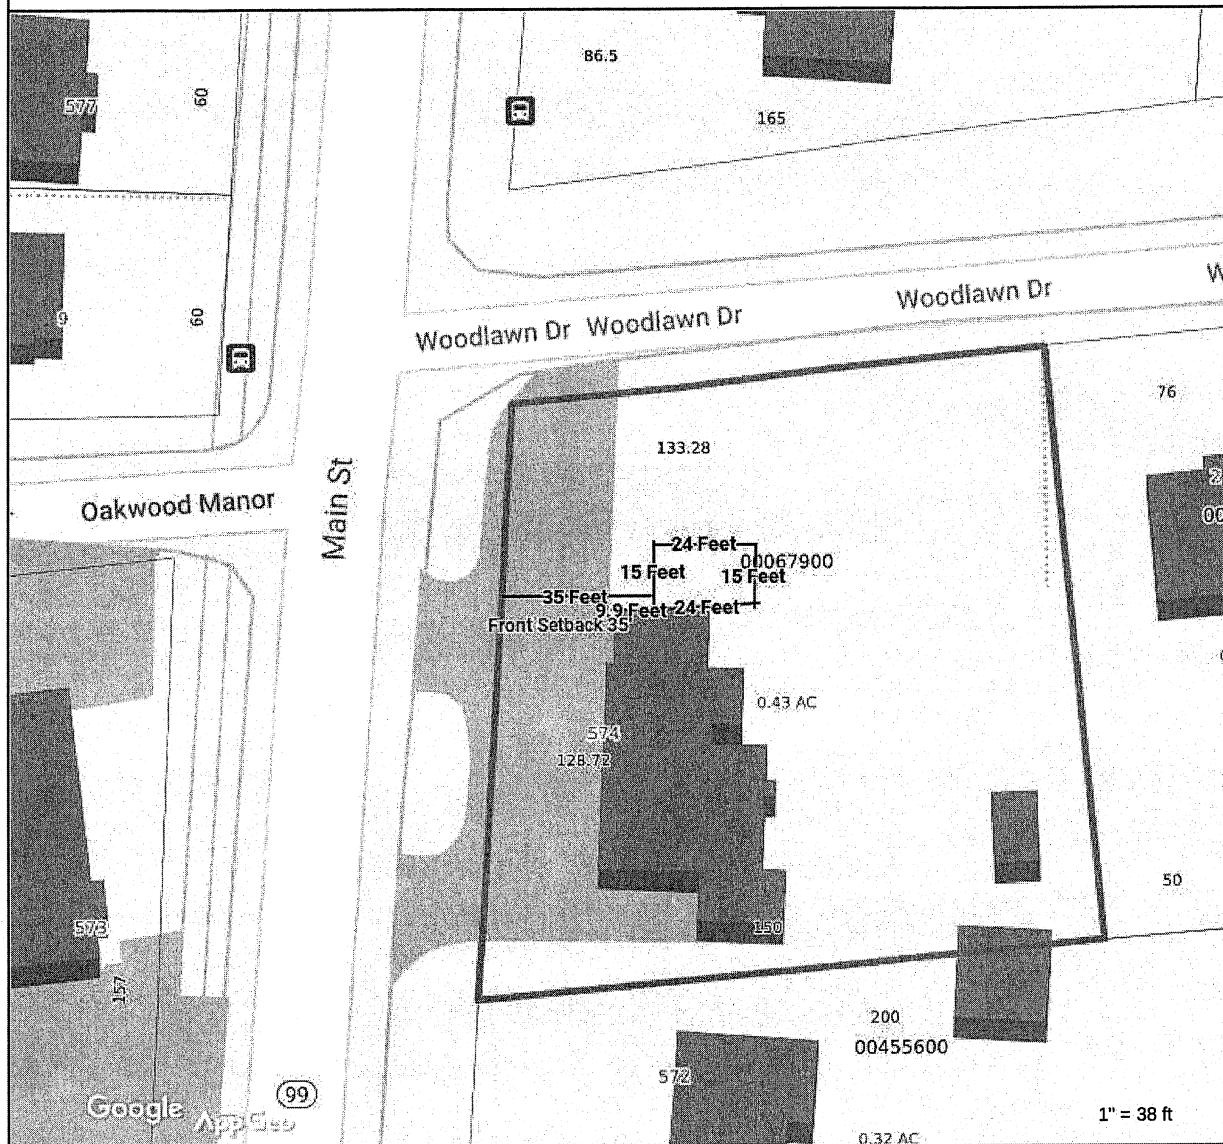 86.5
577
60
165
9
60
Woodlawn Dr Woodlawn Dr
Woodlawn Dr
W
76
133.28
Main St
Oakwood Manor
24 Feet
00067900
15 Feet
15 Feet
35 Feet
9.9 Feet
24 Feet
Front Setback 35
2
00
0.43 AC
574
128.72
50
573
150
157
200
00455600
572
99
Google
AppGeo
1" = 38 ft
0.32 AC